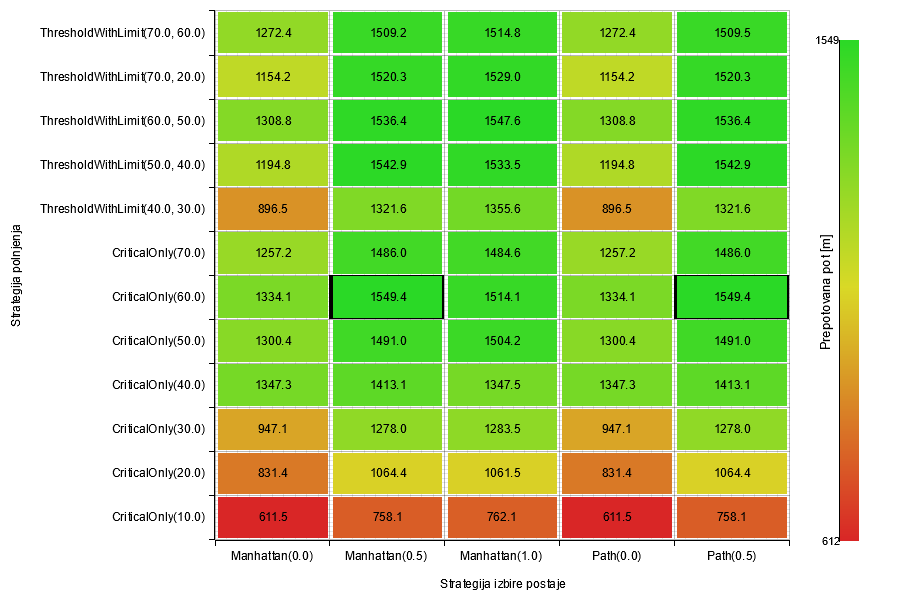 ThresholdWithLimit(70.0, 60.0) 1272.4 1509.2 1514.8 1272.4 1509.5
ThresholdWithLimit(70.0, 20.0) 1154.2 1520.3 1529.0 1154.2 1520.3
ThresholdWithLimit(60.0, 50.0) 1308.8 1536.4 1547.6 1308.8 1536.4
ThresholdWithLimit(50.0, 40.0) 1194.8 1542.9 1533.5 1194.8 1542.9
ThresholdWithLimit(40.0, 30.0) 896.5 1321.6 1355.6 896.5 1321.6
CriticalOnly(70.0) 1257.2 1486.0 1484.6 1257.2 1486.0
CriticalOnly(60.0) 1334.1 1549.4 1514.1 1334.1 1549.4
CriticalOnly(50.0) 1300.4 1491.0 1504.2 1300.4 1491.0
CriticalOnly(40.0) 1347.3 1413.1 1347.5 1347.3 1413.1
CriticalOnly(30.0) 947.1 1278.0 1283.5 947.1 1278.0
CriticalOnly(20.0) 831.4 1064.4 1061.5 831.4 1064.4
CriticalOnly(10.0) 611.5 758.1 762.1 611.5 758.1
Manhattan(0.0) Manhattan(0.5) Manhattan(1.0) Path(0.0) Path(0.5)
Strategija izbire postaje
Strategija polnjenja
1549
612
Prepotovana pot [m]